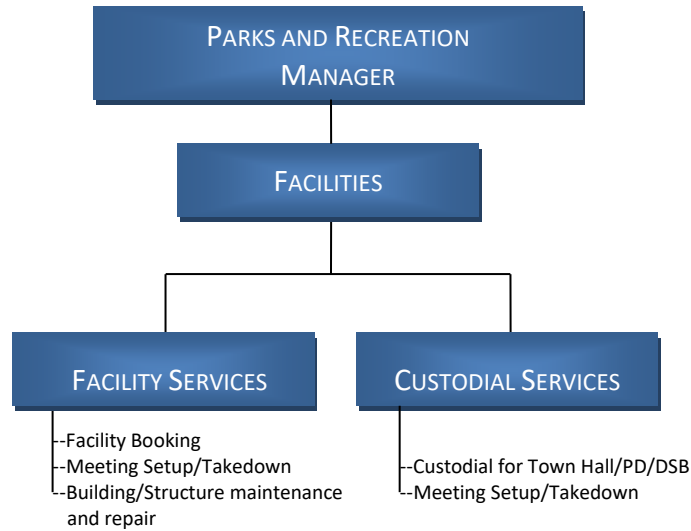 PARKS AND RECREATION
MANAGER
FACILITIES
FACILITY SERVICES
CUSTODIAL SERVICES
--Facility Booking
--Meeting Setup/Takedown
--Building/Structure maintenance
and repair
--Custodial for Town Hall/PD/DSB
--Meeting Setup/Takedown